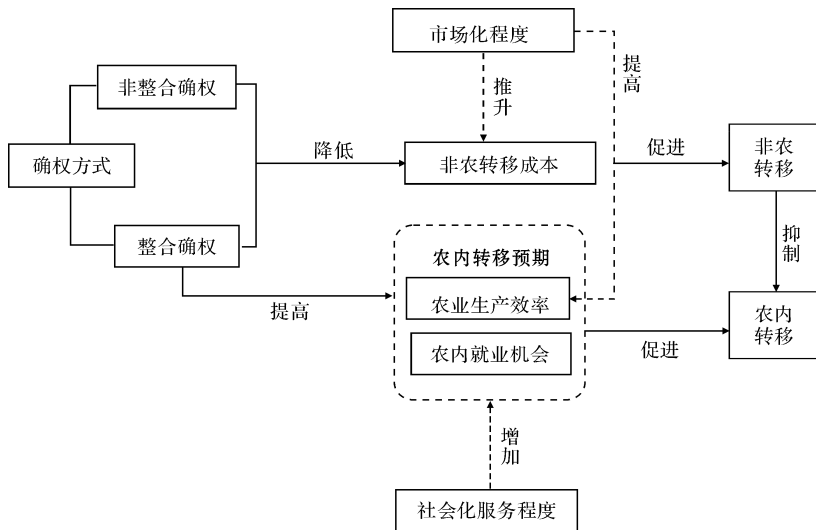 市场化程度
提高
推升
非整合确权
确权方式
降低
非农转移成本
促进
非农
转移
整合确权
抑制
农内转移预期
农业生产效率
提高
农内就业机会
促进
农内
转移
增加
社会化服务程度